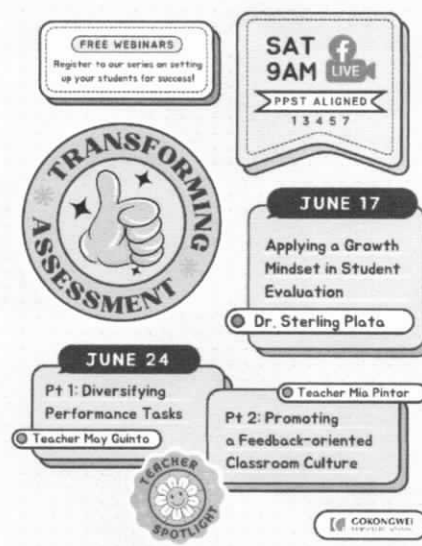 FREE WEBINARS
Register to our series on setting
up your students for success!
SAT
9AM
f
LIVE
PPST ALIGNED
1 3 4 5 7
TRANSFORMING
ASSESSMENT
JUNE 17
Applying a Growth
Mindset in Student
Evaluation
Dr. Sterling Plata
JUNE 24
Pt 1: Diversifying
Performance Tasks
Teacher May Guinto
Teacher Mia Pintor
Pt 2: Promoting
a Feedback-oriented
Classroom Culture
TEACHER
SPOTLIGHT
GOKONGWEI